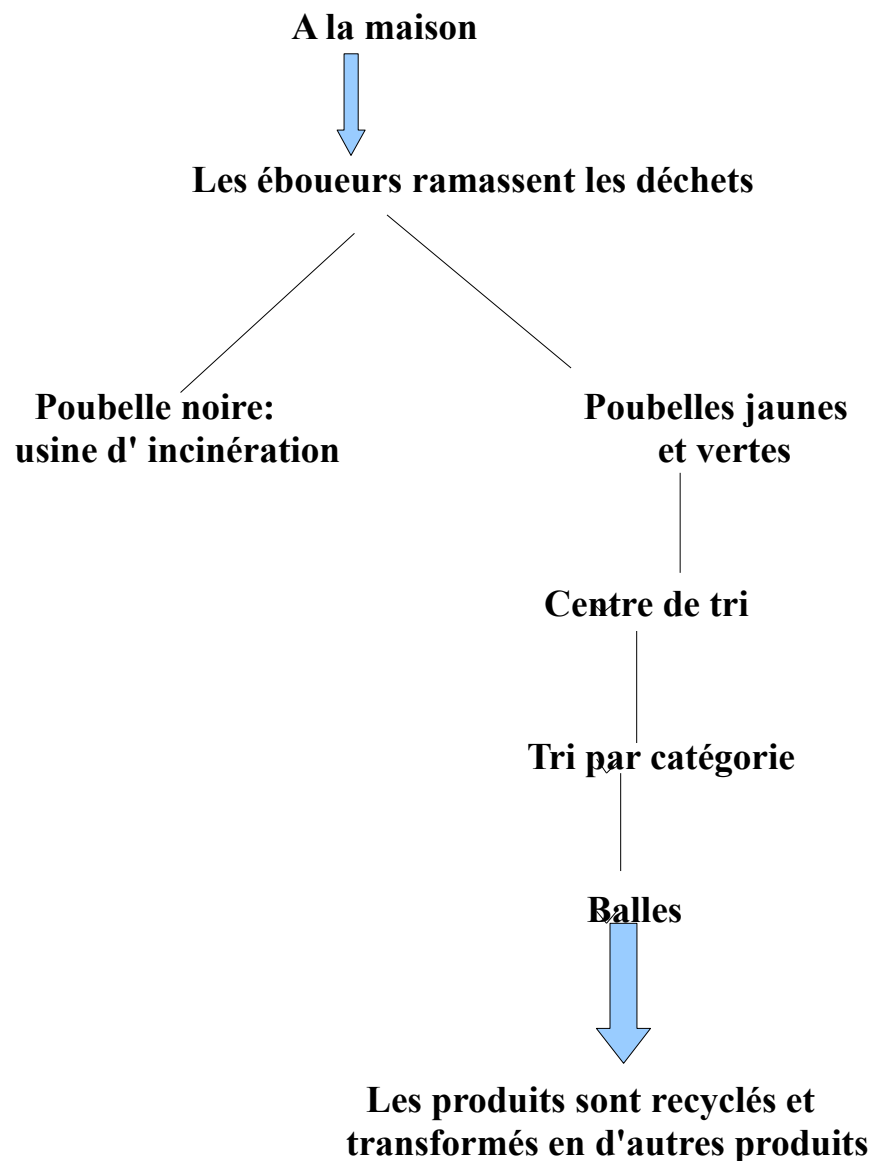 A la maison
Les éboueurs ramassent les déchets
Poubelle noire:
usine d' incinération
Poubelles jaunes
et vertes
Centre de tri
Tri par catégorie
Balles
Les produits sont recyclés et
transformés en d'autres produits